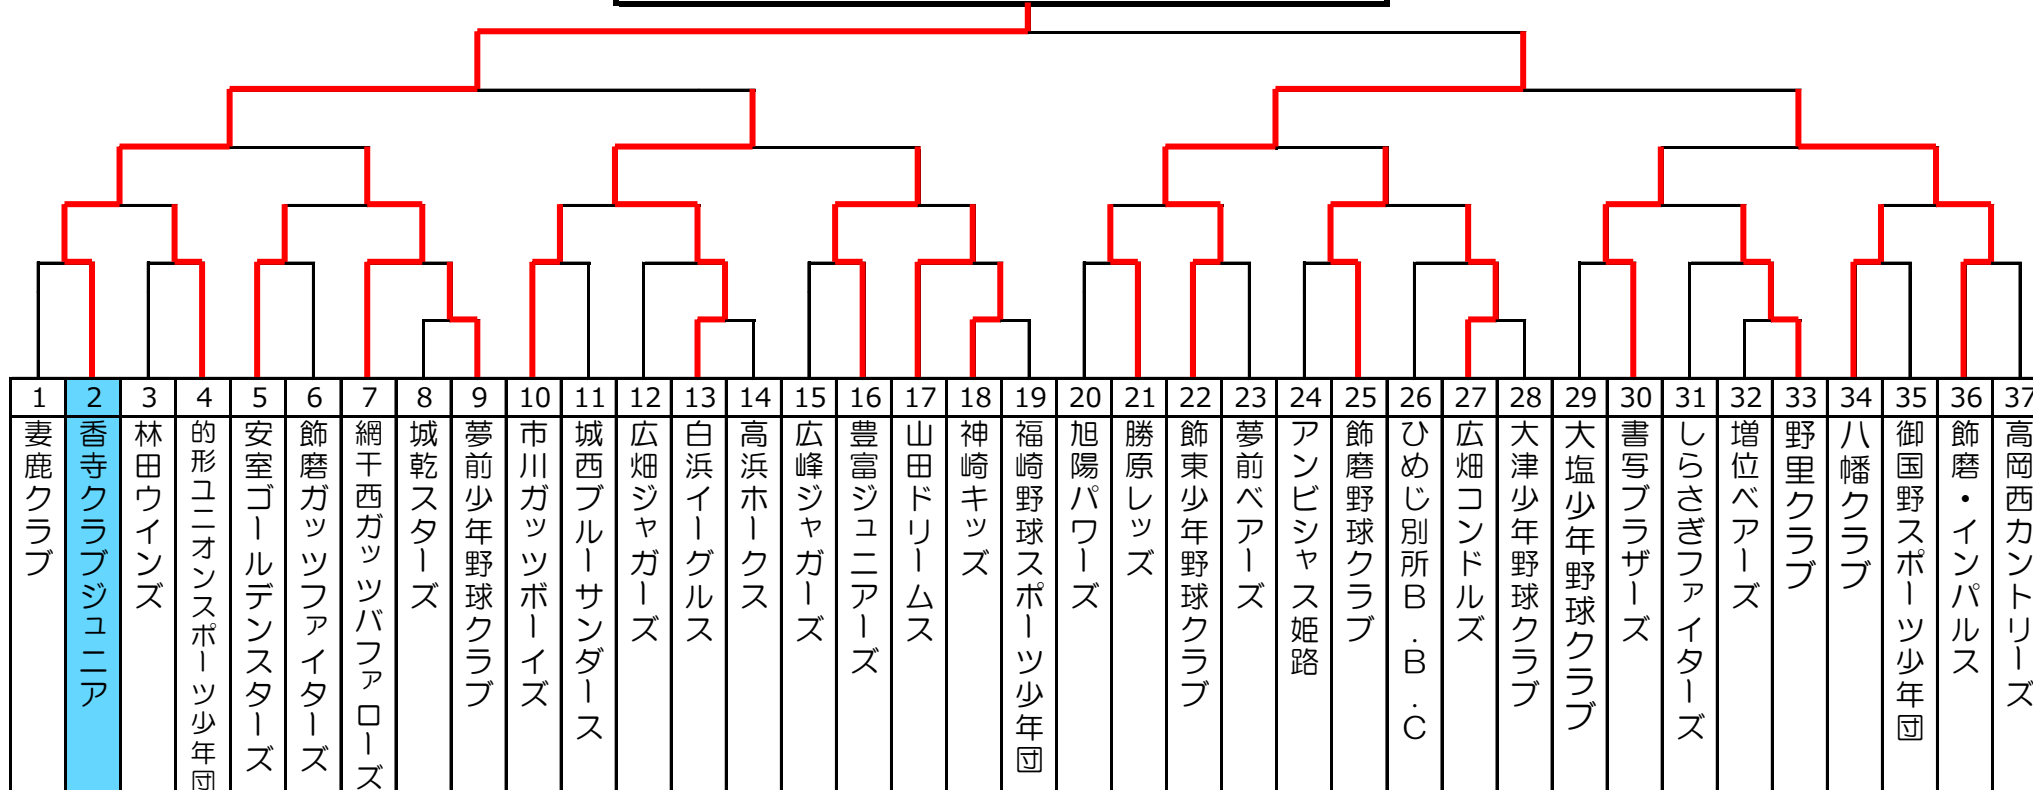 1 2 3 4 5 6 7 8 9 10 11 12 13 14 15 16 17 18 19 20 21 22 23 24 25 26 27 28 29 30 31 32 33 34 35 36 37
妻鹿クラブ
香寺クラブジュニア
林田ウインズ
的形ユニオンスポーツ少年団
安室ゴールデンスターズ
飾磨ガッツファイターズ
網干西ガッツバファローズ
城乾スターズ
夢前少年野球クラブ
市川ガッツボーイズ
城西ブルーサンダース
広畑ジャガーズ
白浜イーグルス
高浜ホークス
広峰ジャガーズ
豊富ジュニアーズ
山田ドリームス
神崎キッズ
福崎野球スポーツ少年団
旭陽パワーズ
勝原レッズ
飾東少年野球クラブ
夢前ベアーズ
アンビシャス姫路
飾磨野球クラブ
ひめじ別所B.B.C
広畑コンドルズ
大津少年野球クラブ
大塩少年野球クラブ
書写ブラザーズ
しらさぎファイターズ
増位ベアーズ
野里クラブ
八幡クラブ
御国野スポーツ少年団
飾磨・インパルス
高岡西カントリーズ